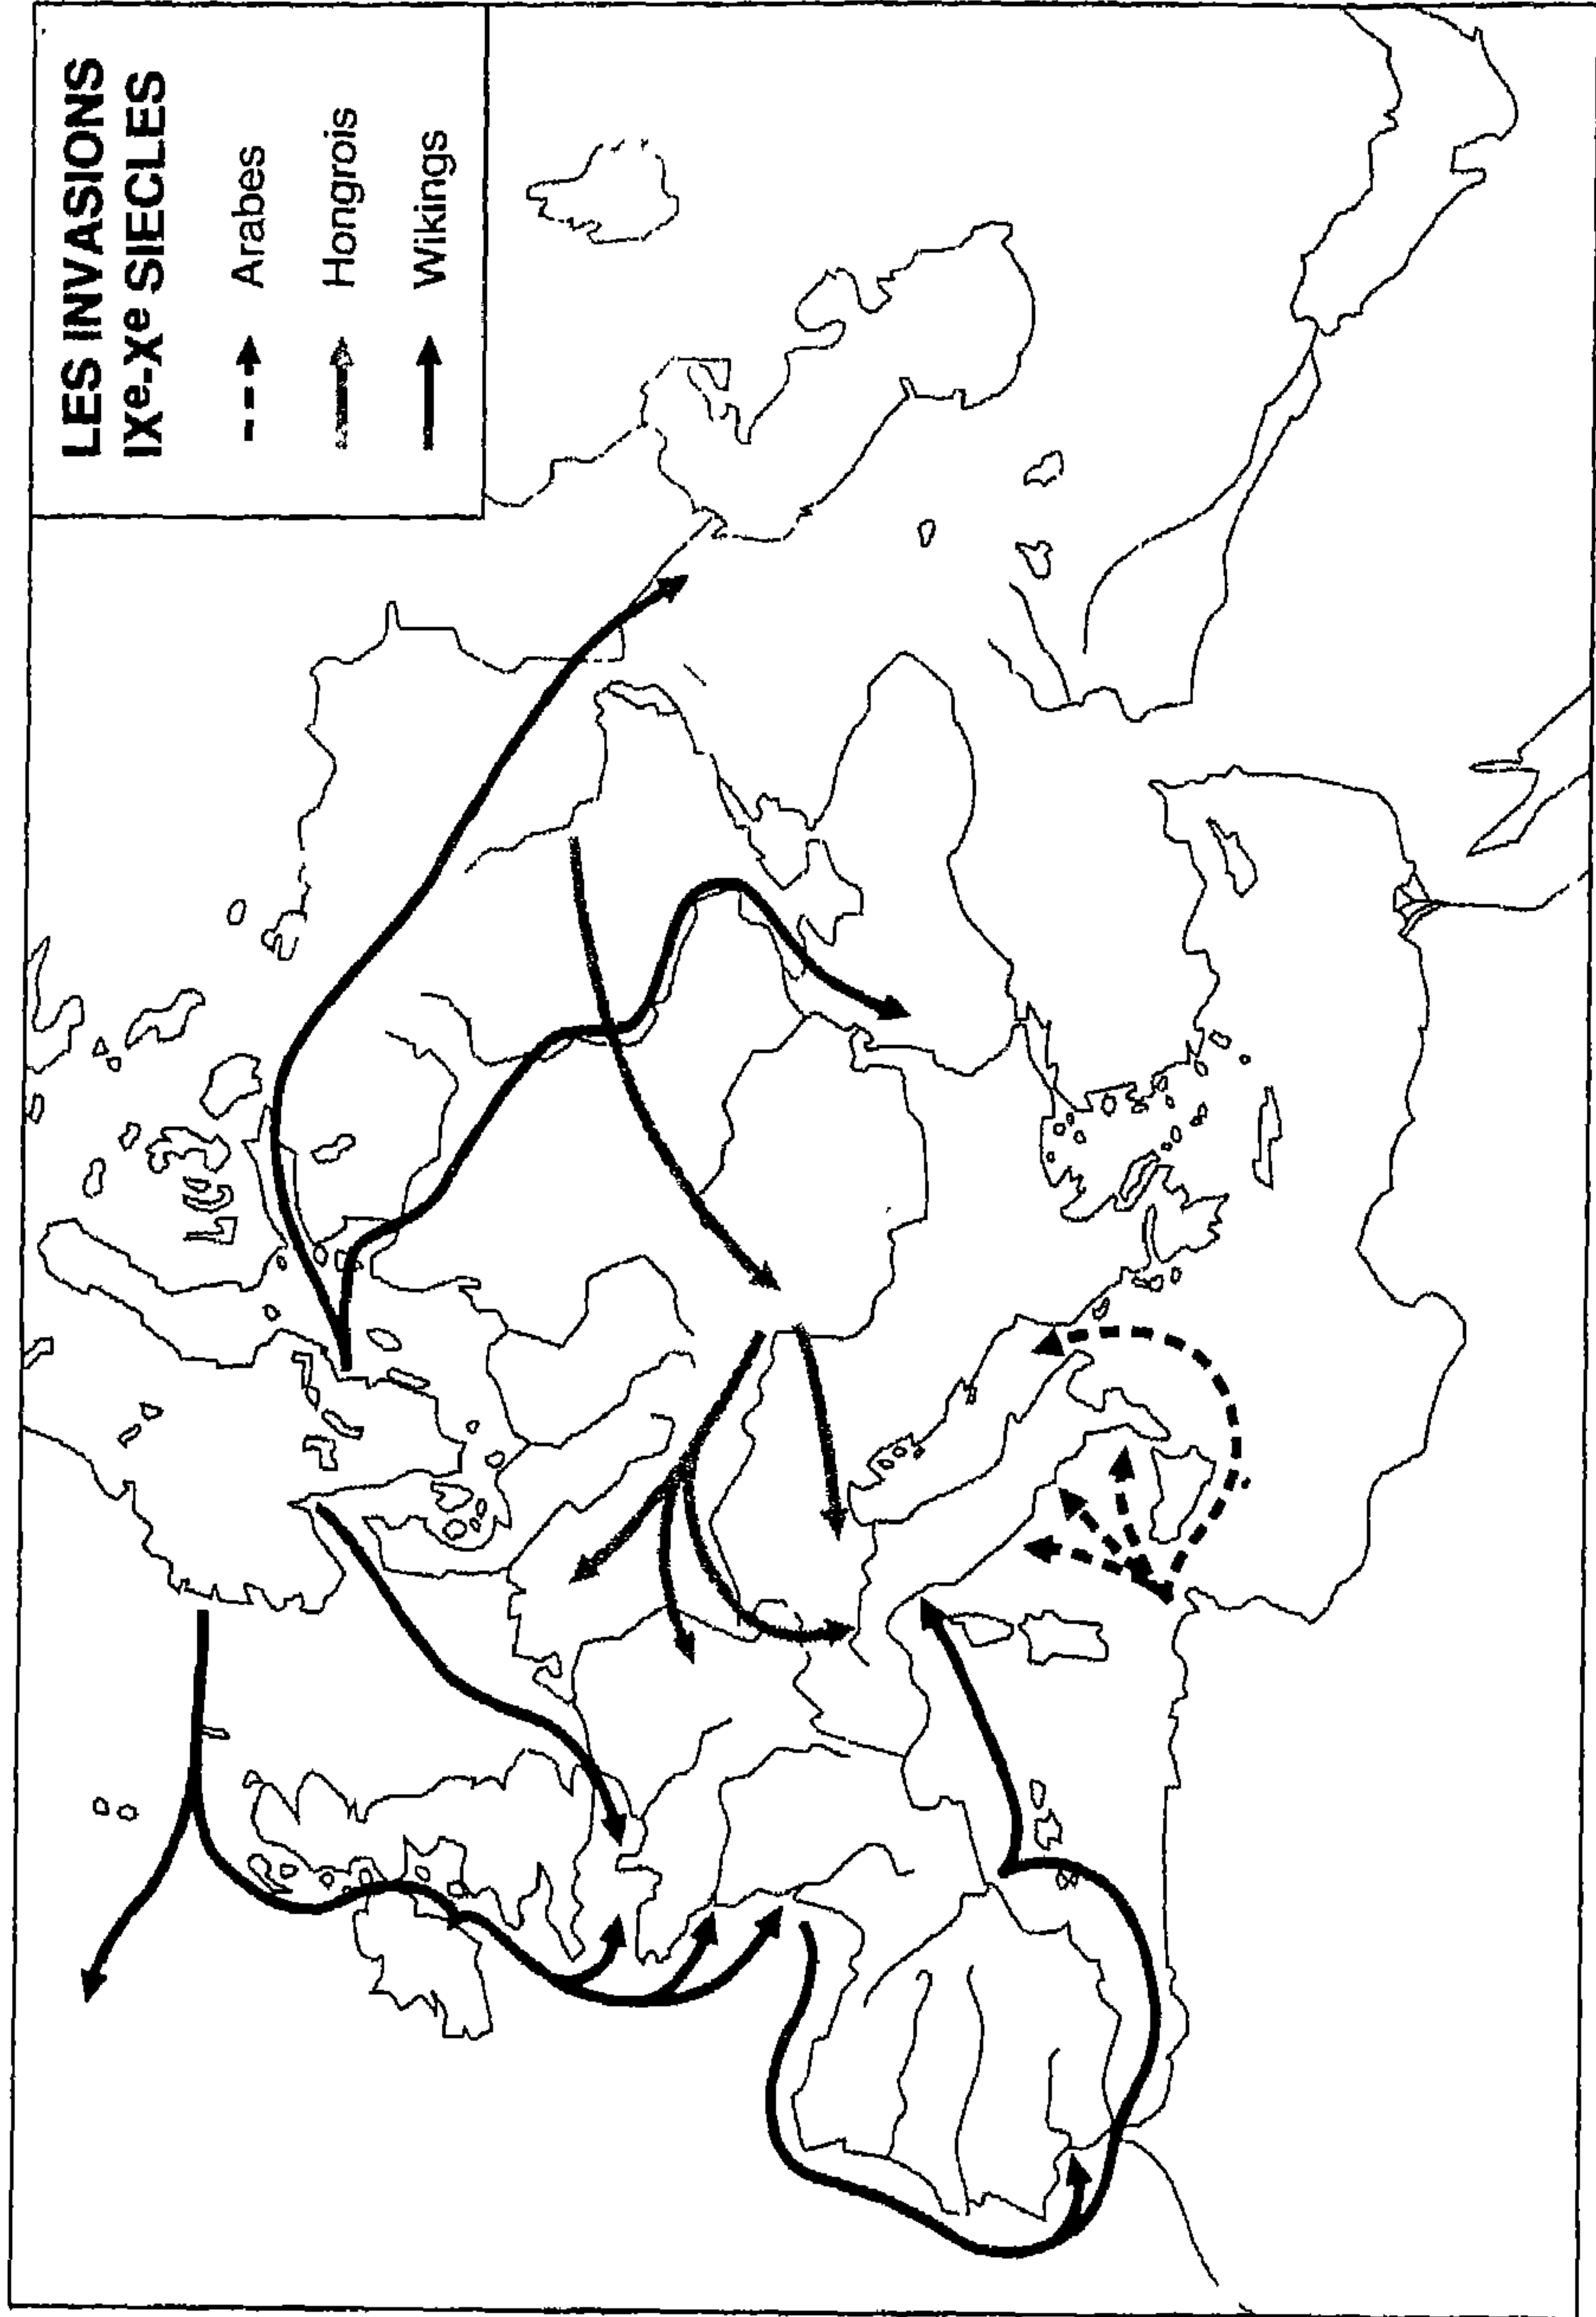 LES INVASIONS
IXe-Xe SIECLES
Arabes
Hongrois
Wikings